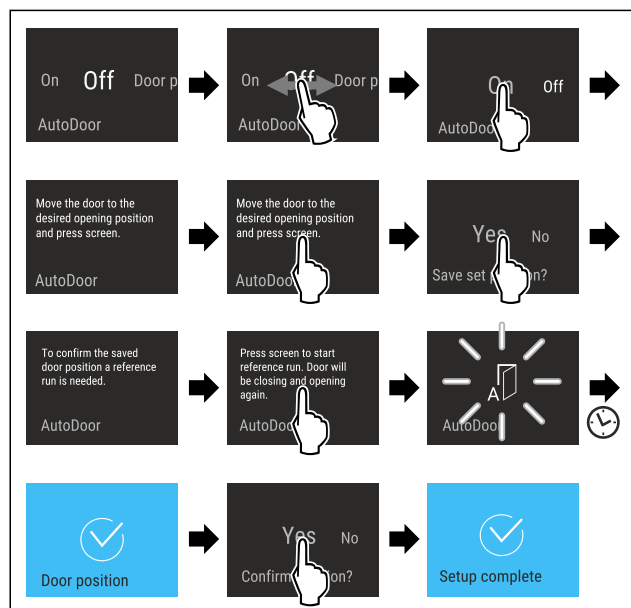 On Off Door p
AutoDoor
On Off Door p
AutoDoor
On Off
AutoDoo
Move the door to the
desired opening position
and press screen.
AutoDoor
Move the door to the
desired opening position
and press screen.
AutoDoor
Yes No
Save set p on?
To confirm the saved
door position a reference
run is needed.
AutoDoor
Press screen to start
reference run. Door will
be closing and opening
again.
AutoDoo
A
AutoDoor
Door position
Yes No
Confirm ion?
Setup complete